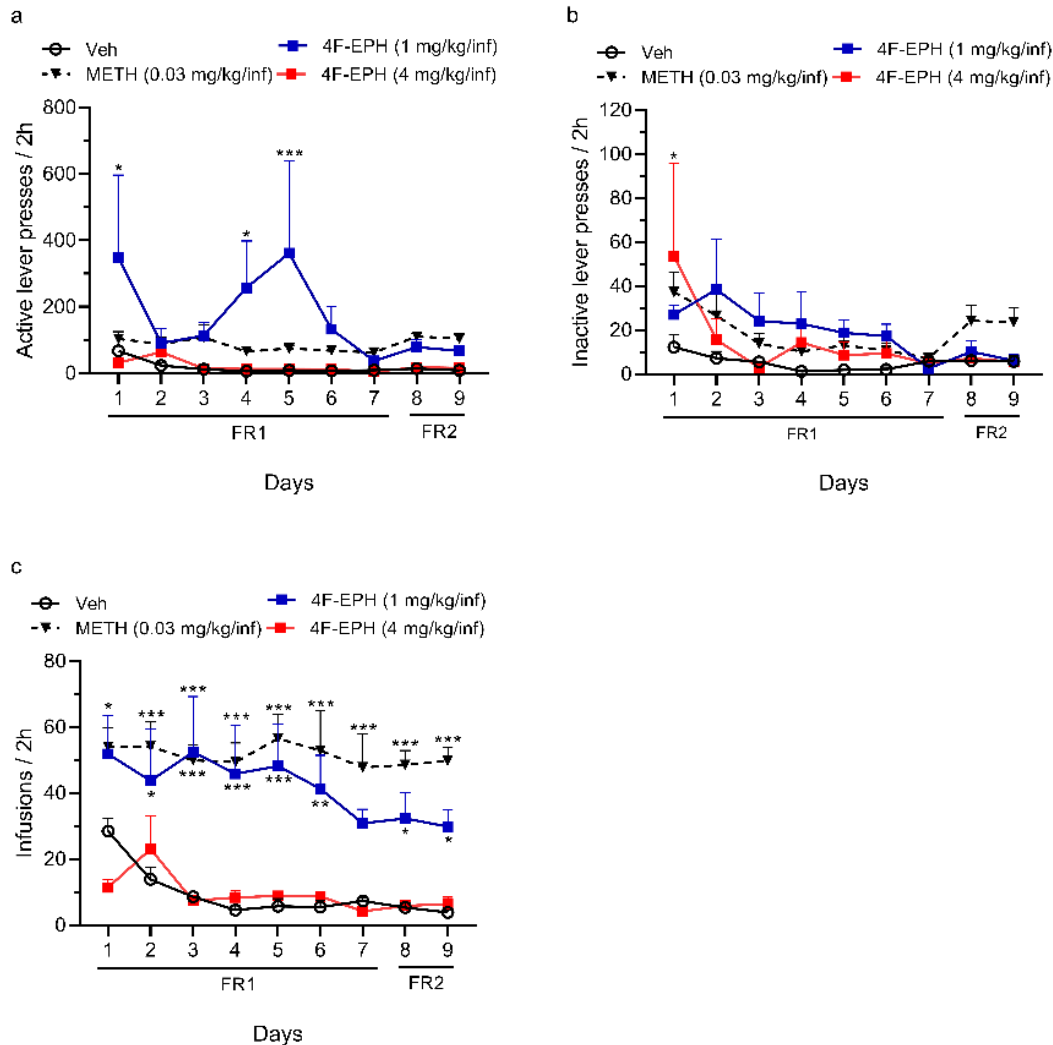 a
Veh
4F-EPH (1 mg/kg/inf)
METH (0.03 mg/kg/inf)
4F-EPH (4 mg/kg/inf)
Active lever presses / 2h
800
600
400
200
0
*
*
***
1 2 3 4 5 6 7 8 9
FR1 FR2
Days
b
Veh
4F-EPH (1 mg/kg/inf)
METH (0.03 mg/kg/inf)
4F-EPH (4 mg/kg/inf)
Inactive lever presses / 2h
120
100
80
60
40
20
0
*
1 2 3 4 5 6 7 8 9
FR1 FR2
Days
c
Veh
4F-EPH (1 mg/kg/inf)
METH (0.03 mg/kg/inf)
4F-EPH (4 mg/kg/inf)
Infusions / 2h
80
60
40
20
0
* *** *** *** *** *** *** *** ***
* *** *** *** ** * *
1 2 3 4 5 6 7 8 9
FR1 FR2
Days